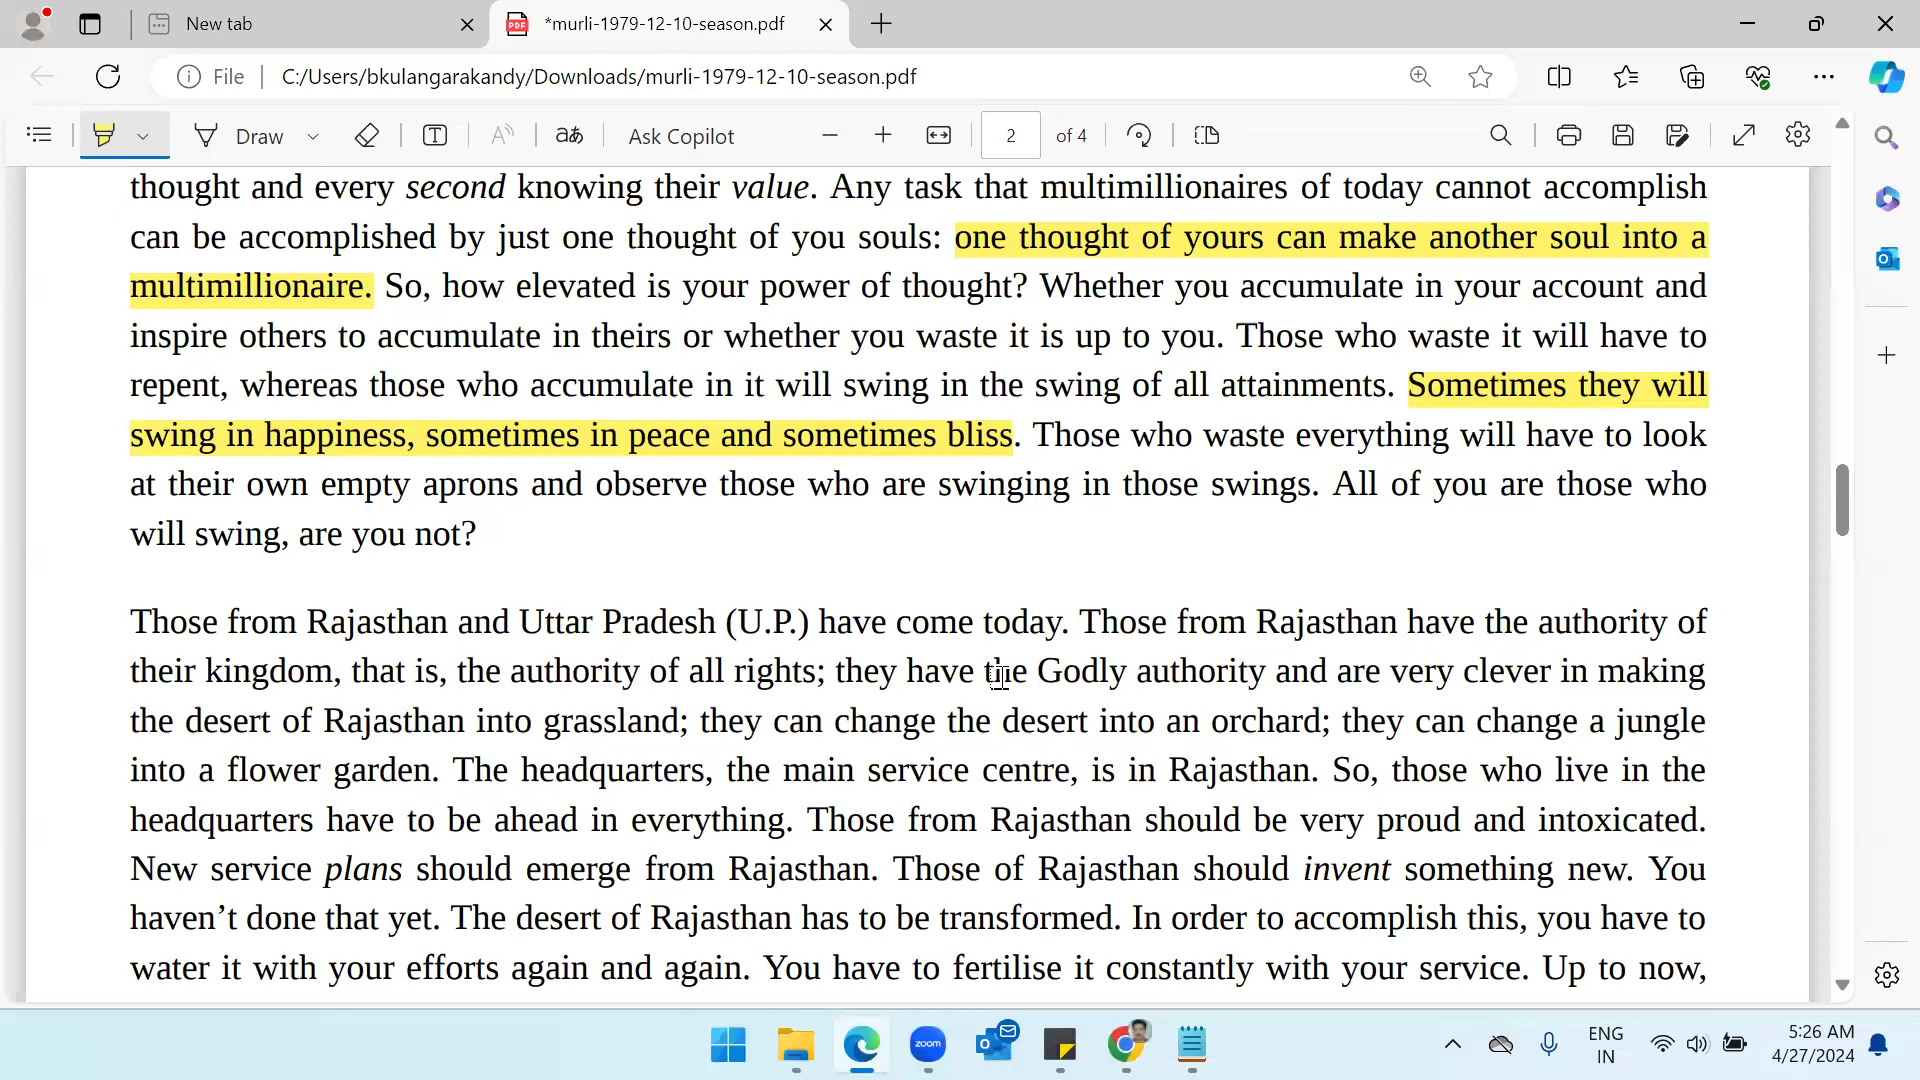 New tab
*murli-1979-12-10-season.pdf
File
C:/Users/bkulangarakandy/Downloads/murli-1979-12-10-season.pdf
Draw
aあ
Ask Copilot
2 of 4
thought and every second knowing their value. Any task that multimillionaires of today cannot accomplish
can be accomplished by just one thought of you souls: one thought of yours can make another soul into a
multimillionaire. So, how elevated is your power of thought? Whether you accumulate in your account and
inspire others to accumulate in theirs or whether you waste it is up to you. Those who waste it will have to
repent, whereas those who accumulate in it will swing in the swing of all attainments. Sometimes they will
swing in happiness, sometimes in peace and sometimes bliss. Those who waste everything will have to look
at their own empty aprons and observe those who are swinging in those swings. All of you are those who
will swing, are you not?
Those from Rajasthan and Uttar Pradesh (U.P.) have come today. Those from Rajasthan have the authority of
their kingdom, that is, the authority of all rights; they have the Godly authority and are very clever in making
the desert of Rajasthan into grassland; they can change the desert into an orchard; they can change a jungle
into a flower garden. The headquarters, the main service centre, is in Rajasthan. So, those who live in the
headquarters have to be ahead in everything. Those from Rajasthan should be very proud and intoxicated.
New service plans should emerge from Rajasthan. Those of Rajasthan should invent something new. You
haven’t done that yet. The desert of Rajasthan has to be transformed. In order to accomplish this, you have to
water it with your efforts again and again. You have to fertilise it constantly with your service. Up to now,
zoom
ENG
IN
5:26 AM
4/27/2024